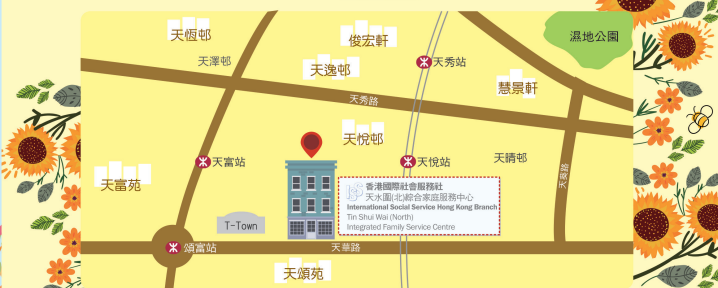 天恆邨
俊宏軒
濕地公園
天澤邨
天逸邨
天秀站
慧景軒
天秀路
天悅邨
天富站
天悅站
天晴邨
天葵路
天富苑
香港國際社會服務社
天水圍(北)綜合家庭服務中心
International Social Service Hong Kong Branch
Tin Shui Wai (North)
Integrated Family Service Centre
T-Town
頌富站
天華路
天頌苑